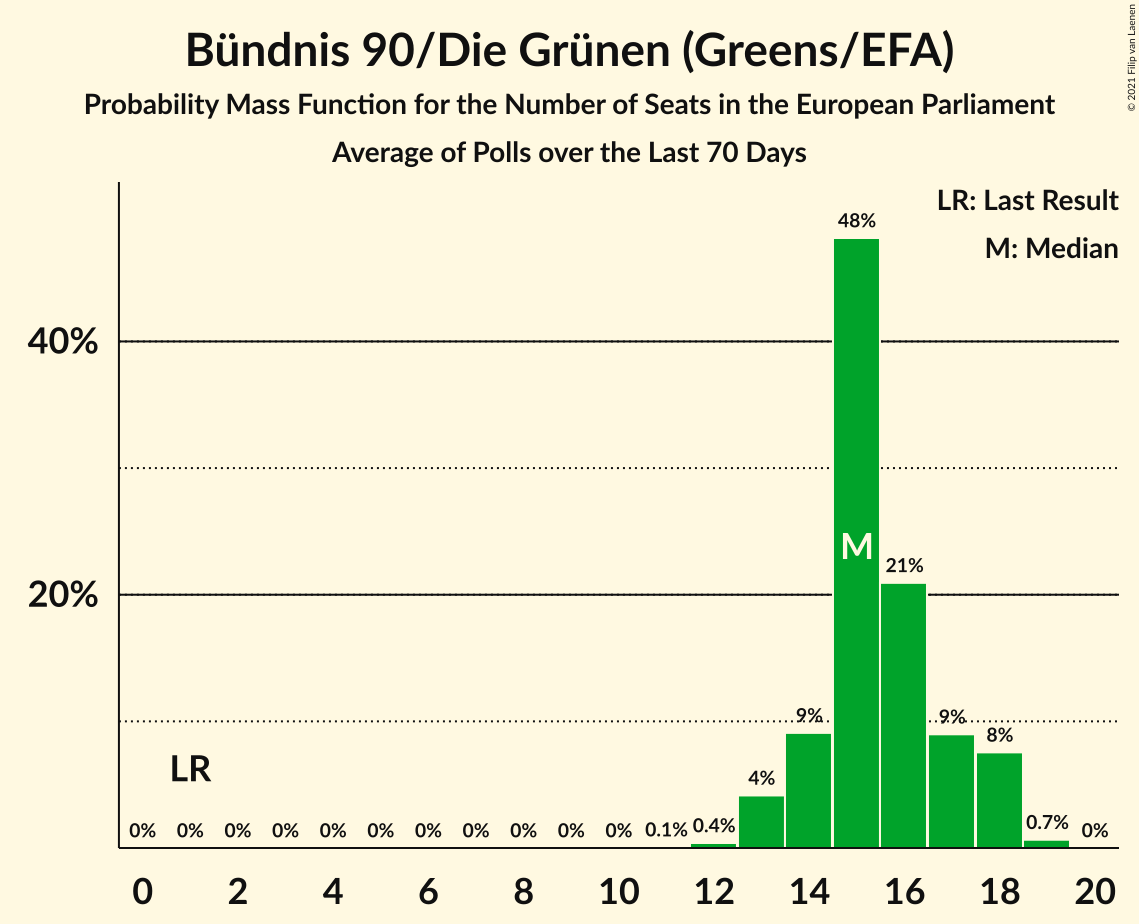 Bündnis 90/Die Grünen (Greens/EFA)
Probability Mass Function for the Number of Seats in the European Parliament
Average of Polls over the Last 70 Days
© 2021 Filip van Laenen
LR: Last Result
M: Median
48%
40%
M
21%
20%
9% 9%
8%
4%
LR
0% 0% 0% 0% 0% 0% 0% 0% 0% 0% 0% 0.1% 0.4% 0.7% 0%
0 2 4 6 8 10 12 14 16 18 20